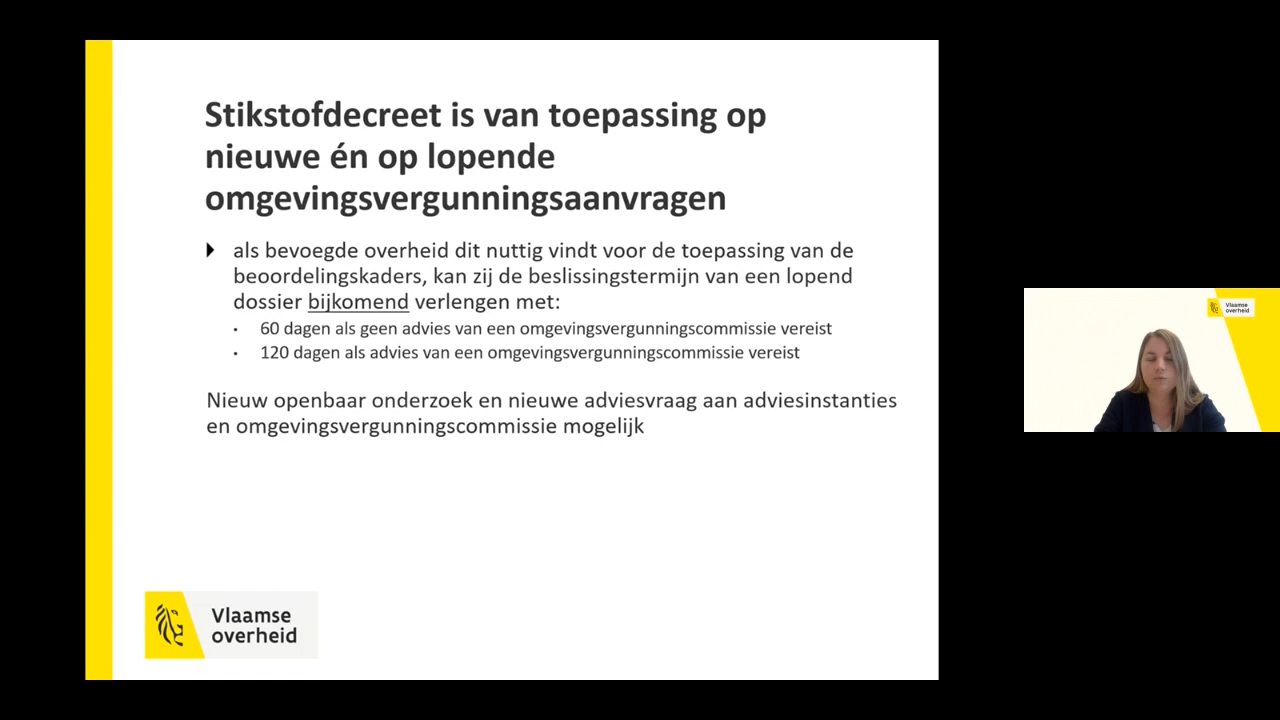 Stikstofdecreet is van toepassing op
nieuwe én op lopende
omgevingsvergunningsaanvragen
als bevoegde overheid dit nuttig vindt voor de toepassing van de
beoordelingskaders, kan zij de beslissingstermijn van een lopend
dossier bijkomend verlengen met:
60 dagen als geen advies van een omgevingsvergunningscommissie vereist
120 dagen als advies van een omgevingsvergunningscommissie vereist
Nieuw openbaar onderzoek en nieuwe adviesvraag aan adviesinstanties
en omgevingsvergunningscommissie mogelijk
Vlaamse
overheid
Vlaamse
overheid